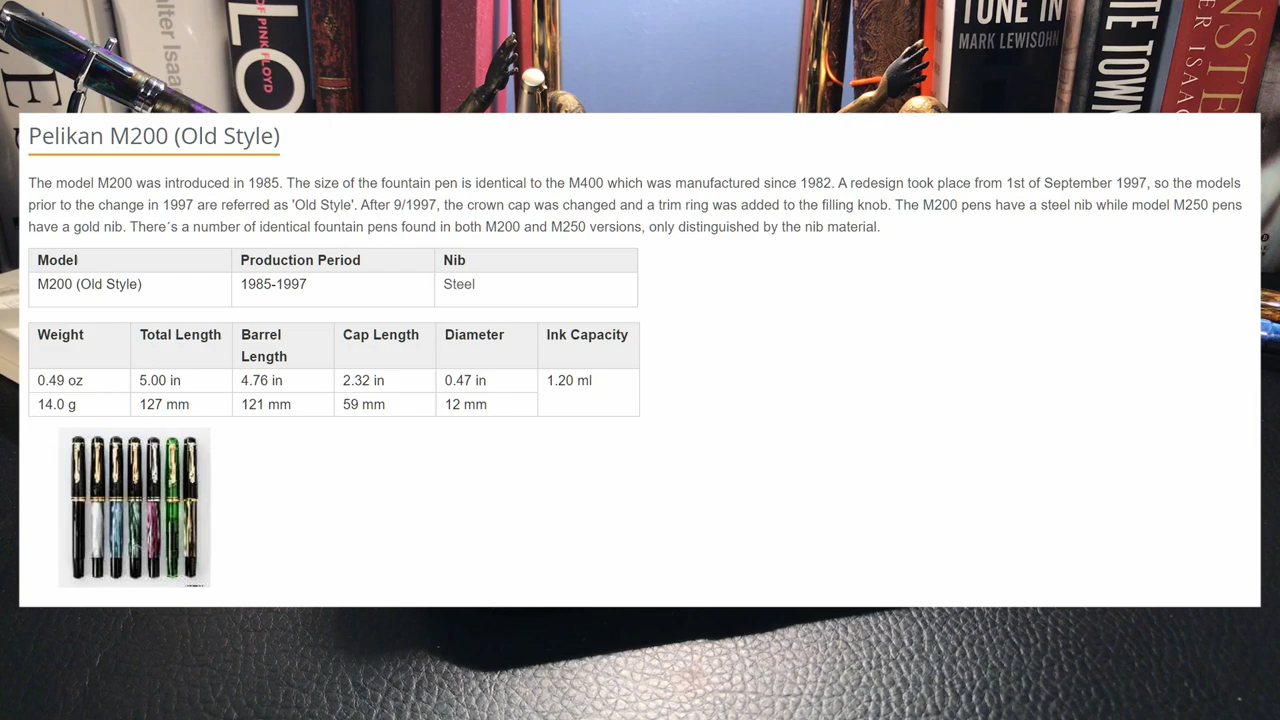 alter Isaa
OF PINK FLOYD
LO
TUNE IN
MARK LEWISOHN
TE TOWN
Pelikan M200 (Old Style)
The model M200 was introduced in 1985. The size of the fountain pen is identical to the M400 which was manufactured since 1982. A redesign took place from 1st of September 1997, so the models
prior to the change in 1997 are referred as 'Old Style'. After 9/1997, the crown cap was changed and a trim ring was added to the filling knob. The M200 pens have a steel nib while model M250 pens
have a gold nib. There´s a number of identical fountain pens found in both M200 and M250 versions, only distinguished by the nib material.
Model Production Period Nib
M200 (Old Style) 1985-1997 Steel
Weight Total Length Barrel Length Cap Length Diameter Ink Capacity
0.49 oz 5.00 in 4.76 in 2.32 in 0.47 in 1.20 ml
14.0 g 127 mm 121 mm 59 mm 12 mm